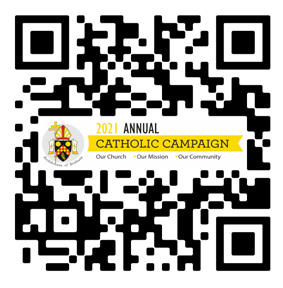 2021 ANNUAL
CATHOLIC CAMPAIGN
Our Church •Our Mission •Our Community